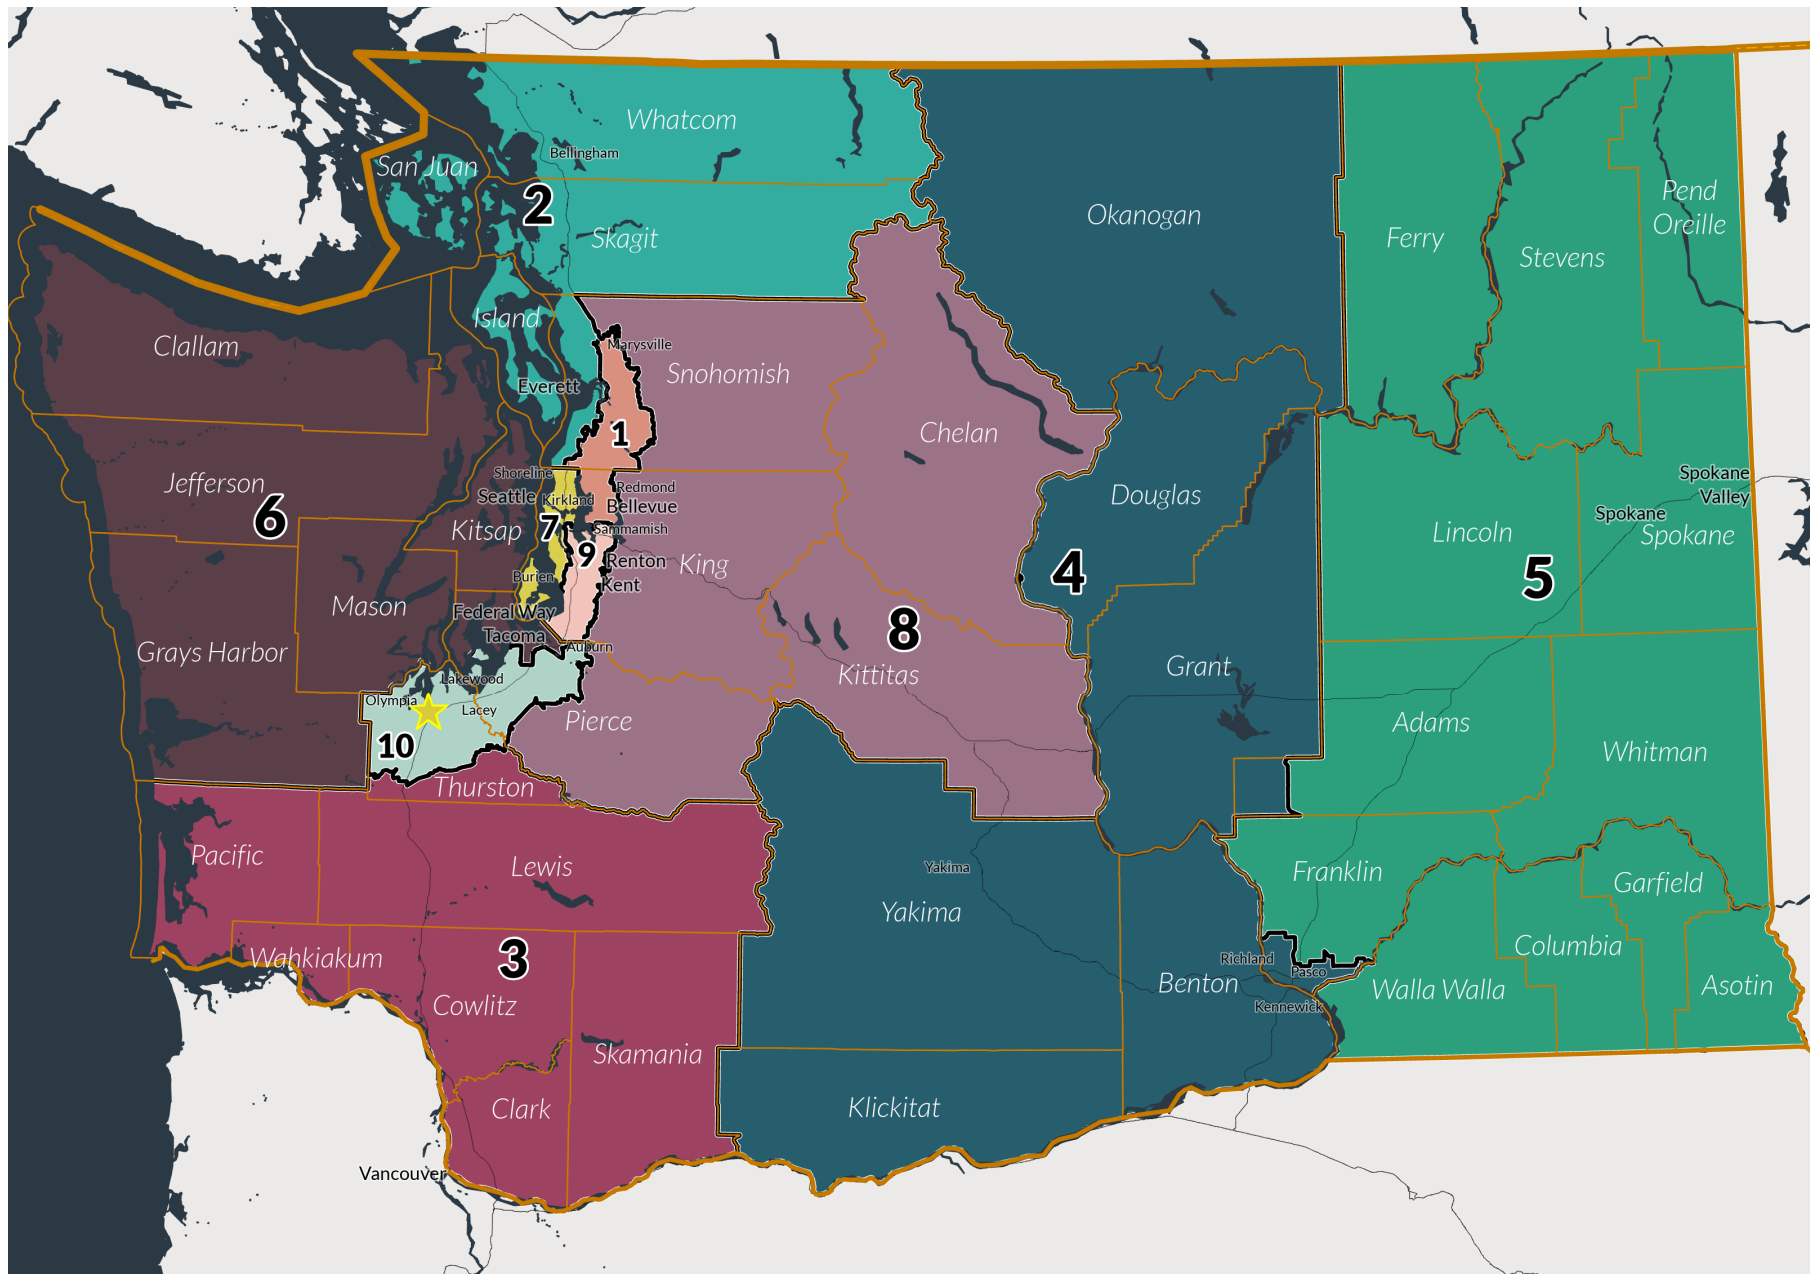 Whatcom
Bellingham
San Juan
2
Skagit
Okanogan
Ferry
Stevens
Pend
Oreille
Island
Clallam
Marysville
Snohomish
Everett
1
Chelan
Jefferson
6
Shoreline
Seattle
Kirkland
Redmond
Bellevue
Kitsap
7
Sammamish
9
Renton
King
Burien
Kent
Douglas
4
Lincoln
Spokane
Valley
Spokane
Spokane
5
Mason
Federal Way
Tacoma
Auburn
8
Grays Harbor
Lakewood
Olympia
Lacey
10
Pierce
Kittitas
Grant
Adams
Whitman
Thurston
Pacific
Lewis
Yakima
Yakima
Franklin
Garfield
Wahkiakum
3
Cowlitz
Richland
Pasco
Kennewick
Benton
Walla Walla
Columbia
Asotin
Skamania
Clark
Klickitat
Vancouver